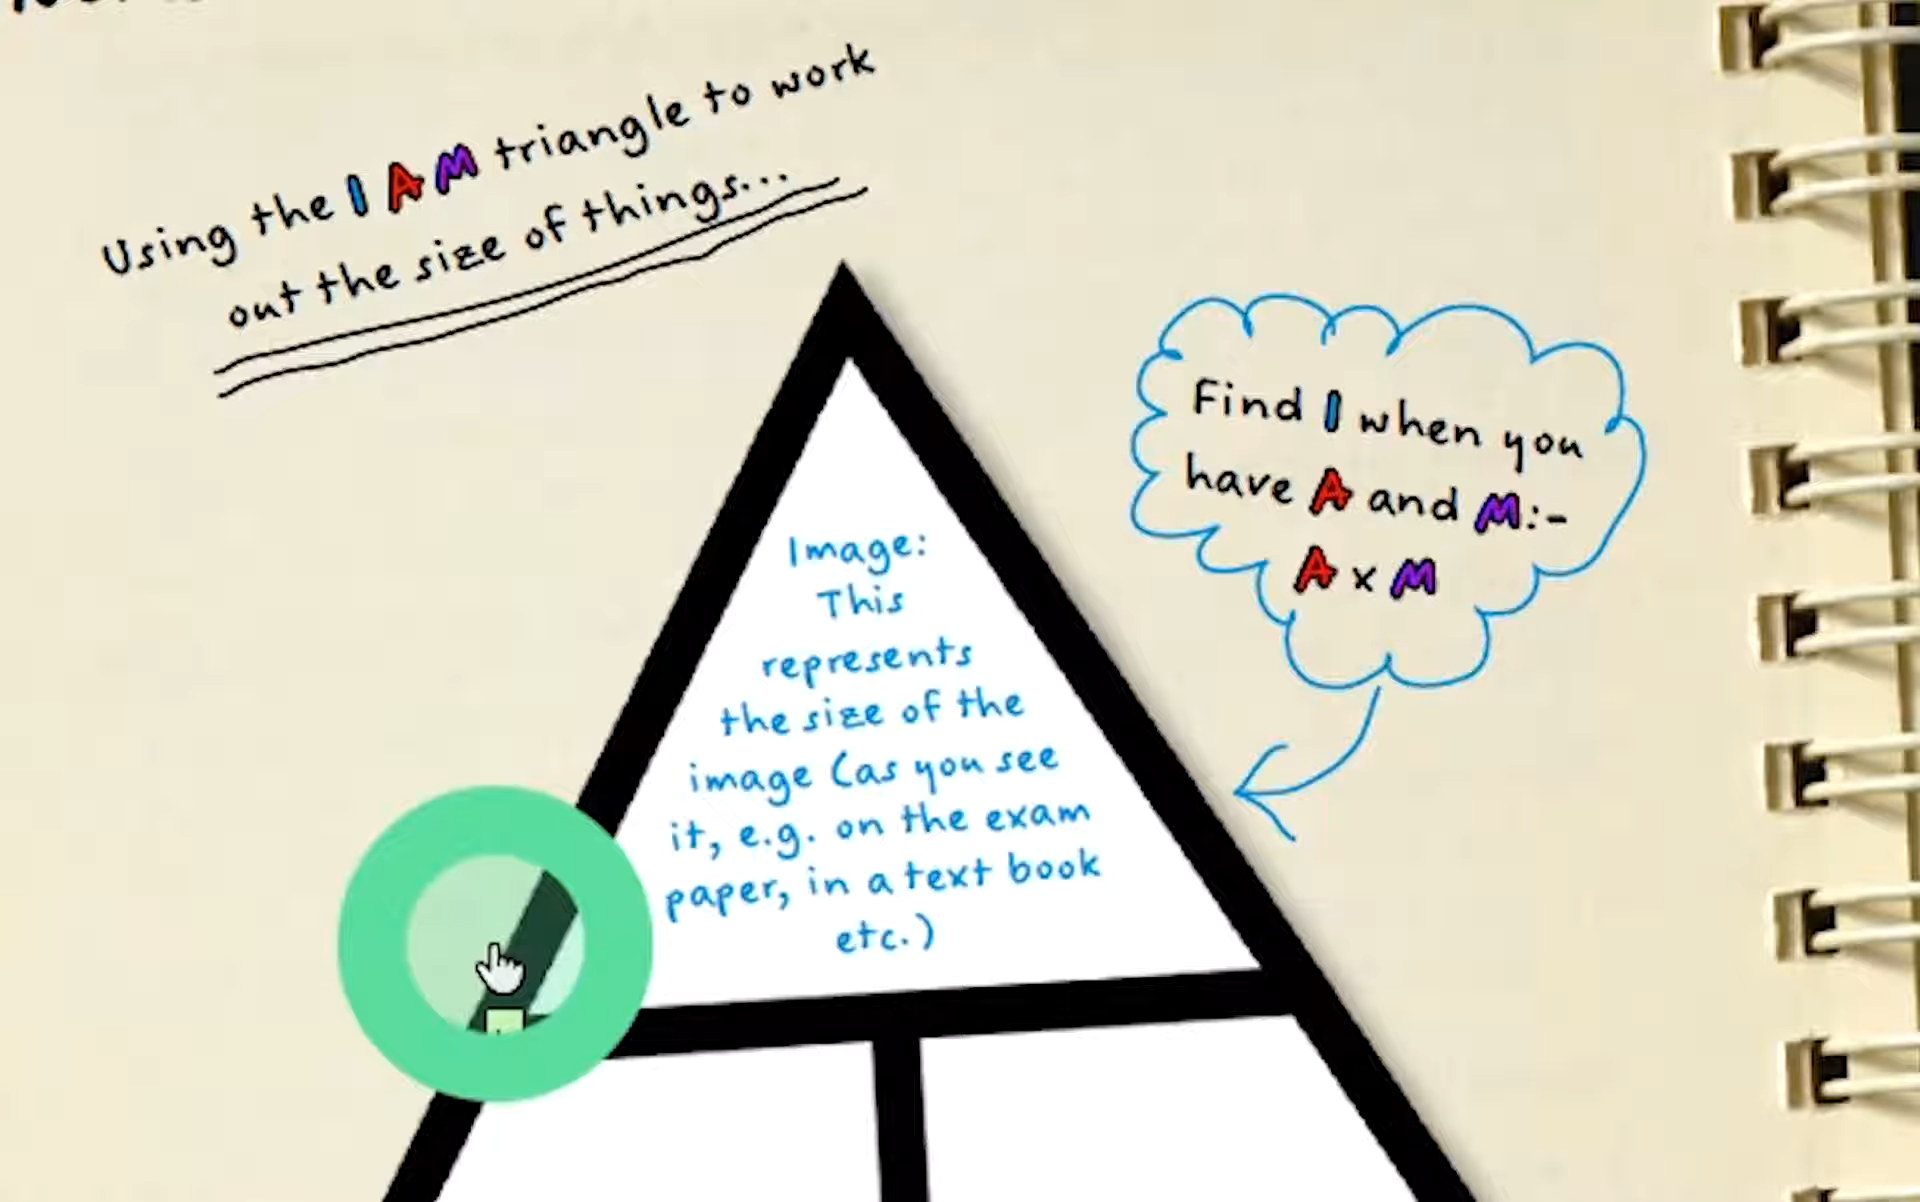 Using the I A M triangle to work
out the size of things...
Find I when you
have A and M:-
A x M
Image:
This
represents
the size of the
image (as you see
it, e.g. on the exam
paper, in a text book
etc.)